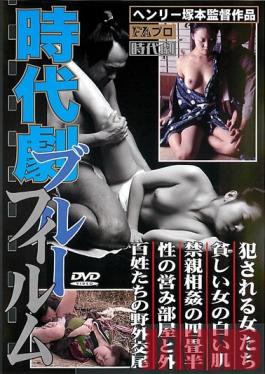 ヘンリー塚本監督作品
FAプロ
時代劇
時代劇
ブルーフィルム
犯される女たち
貧しい女の白い肌
禁親相姦の四畳半
性の営み部屋と外
百姓たちの野外交尾
DVD